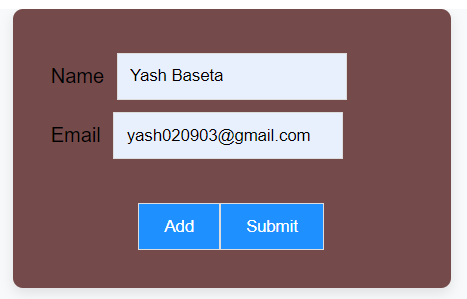 Name Yash Baseta
Email yash020903@gmail.com
Add Submit